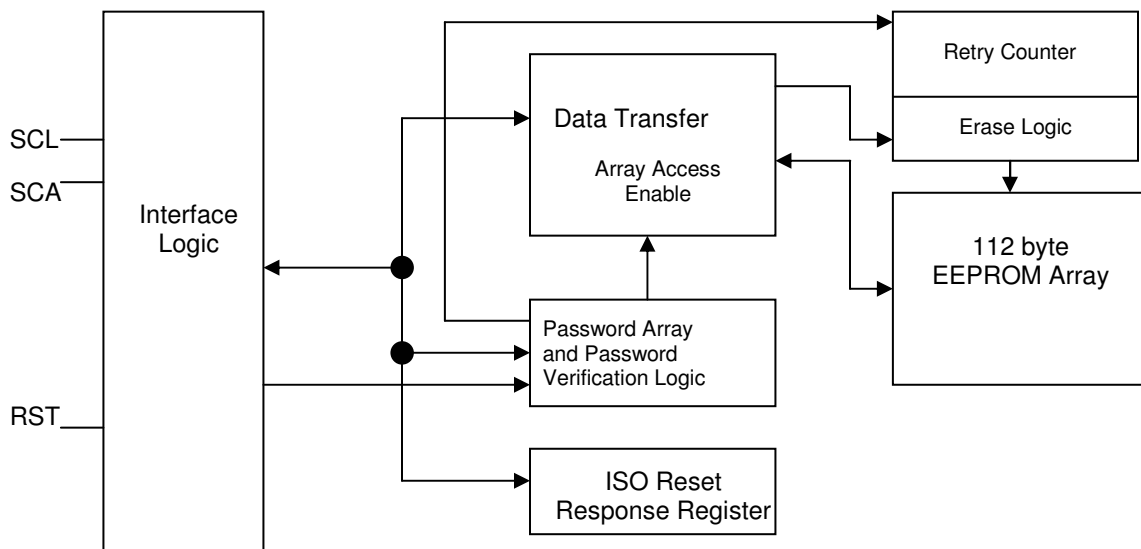 SCL
SCA
RST
Interface
Logic
Data Transfer
Array Access
Enable
Password Array
and Password
Verification Logic
ISO Reset
Response Register
Retry Counter
Erase Logic
112 byte
EEPROM Array